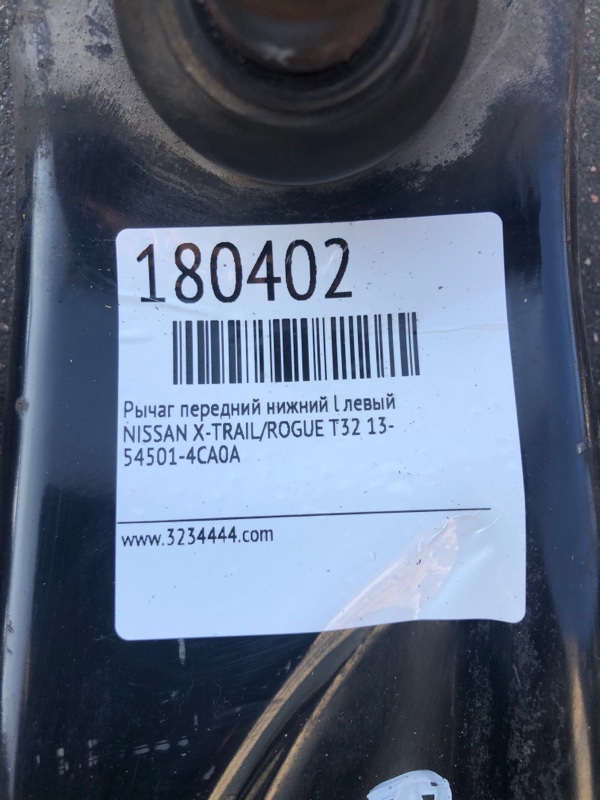 180402
Рычаг передний нижний l левый
NISSAN X-TRAIL/ROGUE T32 13-
54501-4CA0A
www.3234444.com